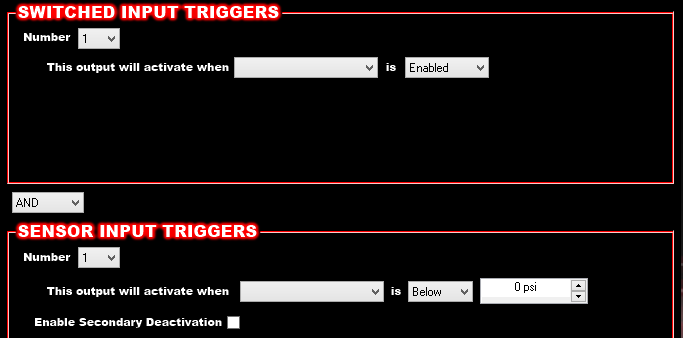 SWITCHED INPUT TRIGGERS
Number 1
This output will activate when is Enabled
AND
SENSOR INPUT TRIGGERS
Number 1
This output will activate when is Below 0 psi
Enable Secondary Deactivation